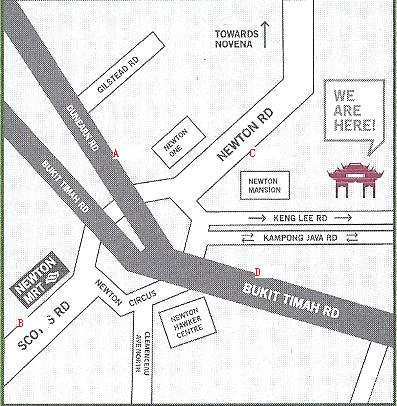 TOWARDS
NOVENA
GILSTEAD RD
WE
ARE
HERE!
DUNEARN RD
NEWTON RD
NEWTON
ONE
A
C
NEWTON
MANSION
BUKIT TIMAH RD
KENG LEE RD
KAMPONG JAVA RD
NEWTON
MRT
D
BUKIT TIMAH RD
NEWTON CIRCUS
B
RD
NEWTON
HAWKER
CENTRE
CLEMENCEAU
AVE NORTH